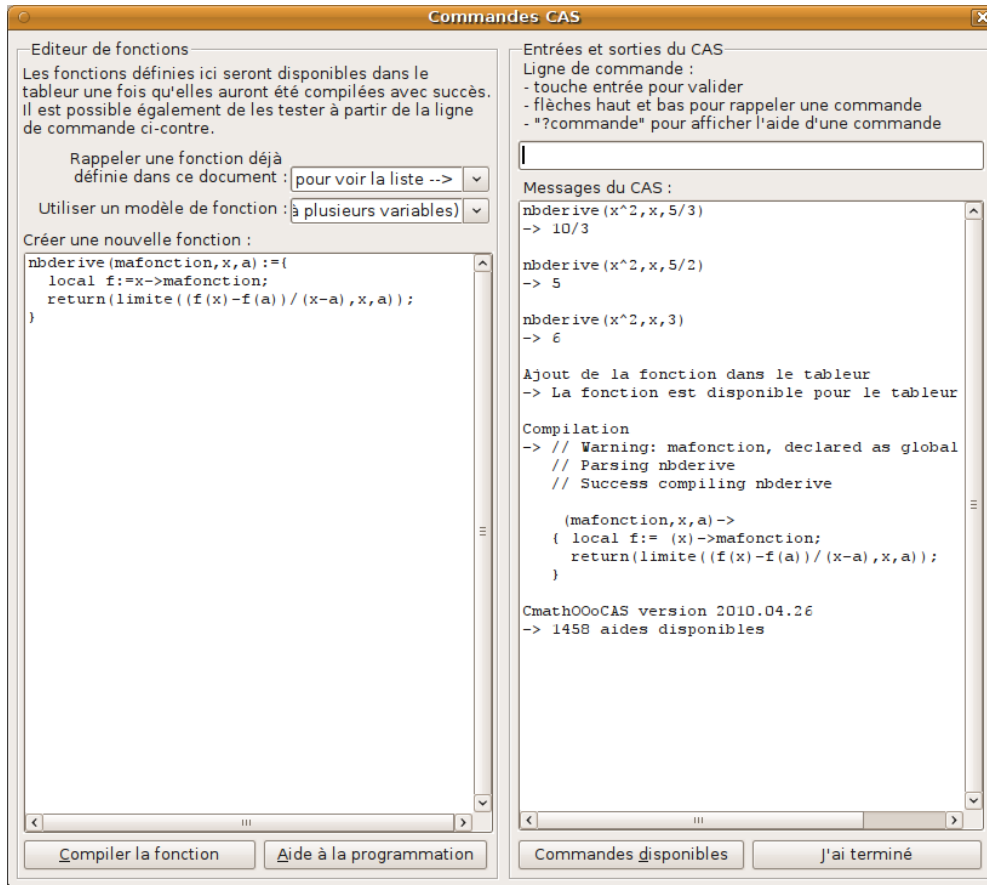 Commandes CAS
Editeur de fonctions
Les fonctions définies ici seront disponibles dans le
tableur une fois qu'elles auront été compilées avec succès.
Il est possible également de les tester à partir de la ligne
de commande ci-contre.
Rappeler une fonction déjà
définie dans ce document : pour voir la liste -->
Utiliser un modèle de fonction : à plusieurs variables)
Créer une nouvelle fonction :
nbderive(mafonction,x,a):={
local f:=x->mafonction;
return(limite((f(x)-f(a))/(x-a),x,a));
}
Compiler la fonction
Aide à la programmation
Entrées et sorties du CAS
Ligne de commande :
- touche entrée pour valider
- flèches haut et bas pour rappeler une commande
- "?commande" pour afficher l'aide d'une commande
Messages du CAS :
nbderive(x^2,x,5/3)
-> 10/3
nbderive(x^2,x,5/2)
-> 5
nbderive(x^2,x,3)
-> 6
Ajout de la fonction dans le tableur
-> La fonction est disponible pour le tableur
Compilation
-> // Warning: mafonction, declared as global
// Parsing nbderive
// Success compiling nbderive
(mafonction,x,a)->
{ local f:= (x)->mafonction;
return(limite((f(x)-f(a))/(x-a),x,a));
}
CmathOOoCAS version 2010.04.26
-> 1458 aides disponibles
Commandes disponibles
J'ai terminé